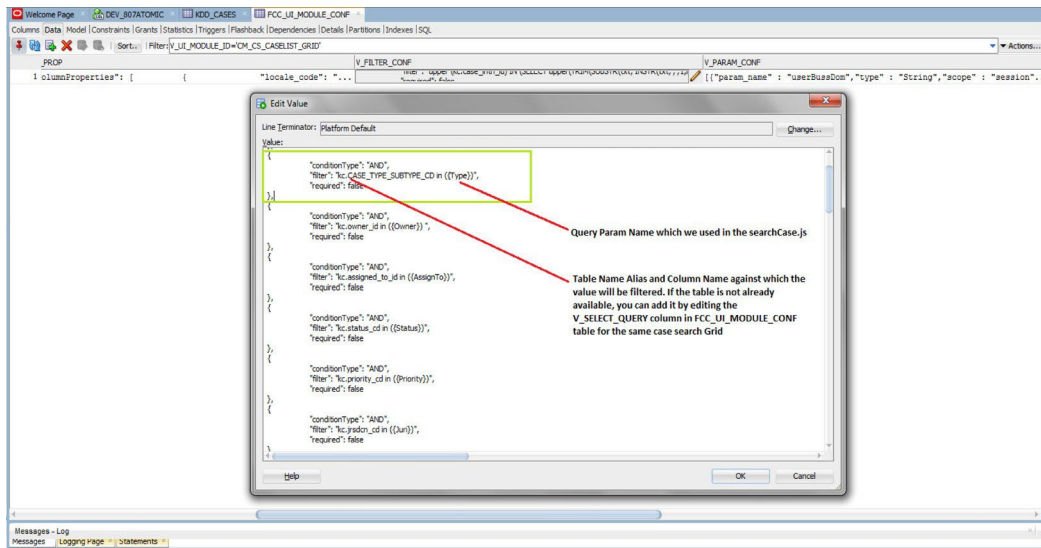 Welcome Page DEV_807ATOMIC KDD_CASES FCC_UI_MODULE_CONF
Columns Data Model |Constraints |Grants |Statistics |Triggers |Flashback |Dependencies |Details |Partitions |Indexes |SQL
Sort.. Filter: V_UI_MODULE_ID='CM_CS_CASELIST_GRID' Actions...
_PROP V_FILTER_CONF V_PARAM_CONF
1 olumnProperties": [ { "locale_code": "... [{"param_name" : "userBussDom","type" : "String","scope" : "session".
Edit Value
Line Terminator: Platform Default Change...
Value:
{
"conditionType": "AND",
"filter": "kc.CASE_TYPE_SUBTYPE_CD in ({Type})",
"required": false
},
{
"conditionType": "AND",
"filter": "kc.owner_id in ({Owner}) ",
"required": false
},
{
"conditionType": "AND",
"filter": "kc.assigned_to_id in ({AssignTo})",
"required": false
},
{
"conditionType": "AND",
"filter": "kc.status_cd in ({Status})",
"required": false
},
{
"conditionType": "AND",
"filter": "kc.priority_cd in ({Priority})",
"required": false
},
{
"conditionType": "AND",
"filter": "kc.jrsdcn_cd in ({Juri})",
"required": false
Query Param Name which we used in the searchCase.js
Table Name Alias and Column Name against which the
value will be filtered. If the table is not already
available, you can add it by editing the
V_SELECT_QUERY column in FCC_UI_MODULE_CONF
table for the same case search Grid
Help OK Cancel
Messages - Log
Messages Logging Page Statements